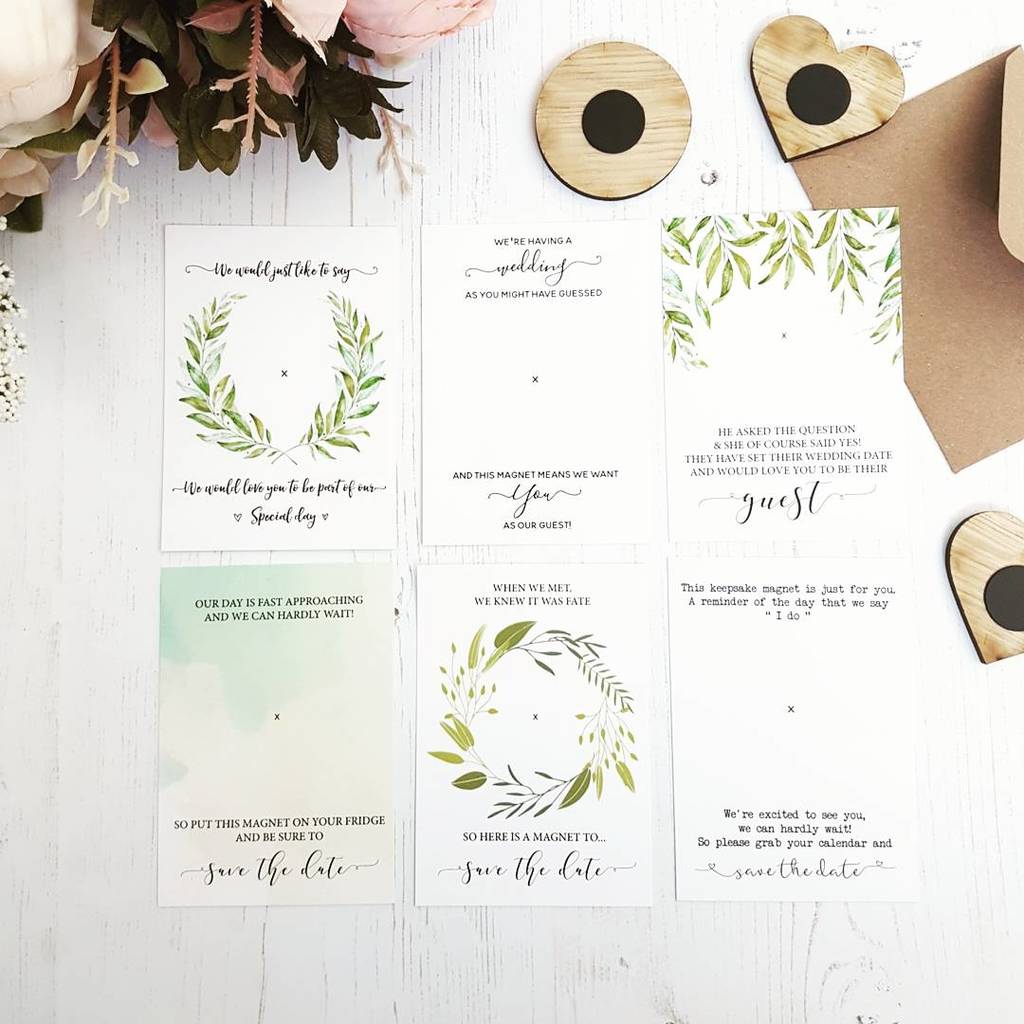 We would just like to say
x
We would love you to be part of our
Special day
WE'RE HAVING A
wedding
AS YOU MIGHT HAVE GUESSED
x
AND THIS MAGNET MEANS WE WANT
You
AS OUR GUEST!
x
HE ASKED THE QUESTION
& SHE OF COURSE SAID YES!
THEY HAVE SET THEIR WEDDING DATE
AND WOULD LOVE YOU TO BE THEIR
guest
OUR DAY IS FAST APPROACHING
AND WE CAN HARDLY WAIT!
x
SO PUT THIS MAGNET ON YOUR FRIDGE
AND BE SURE TO
save the date
WHEN WE MET,
WE KNEW IT WAS FATE
x
SO HERE IS A MAGNET TO...
save the date
This keepsake magnet is just for you.
A reminder of the day that we say
" I do "
x
We're excited to see you,
we can hardly wait!
So please grab your calendar and
save the date